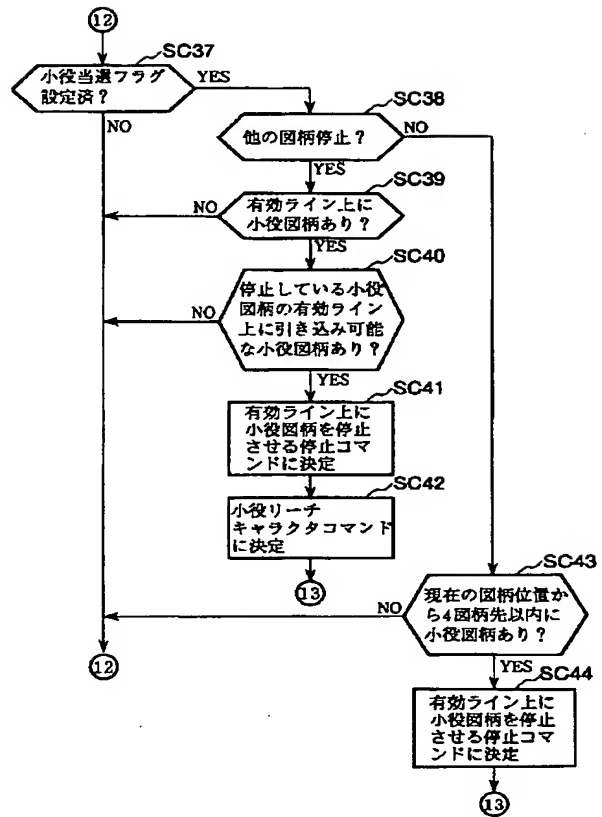 12
SC37
小役当選フラグ
設定済？
YES
NO
SC38
他の図柄停止？
NO
YES
SC39
有効ライン上に
小役図柄あり？
NO
YES
SC40
停止している小役
図柄の有効ライン
上に引き込み可能
な小役図柄あり？
NO
YES
SC41
有効ライン上に
小役図柄を停止
させる停止コマ
ンドに決定
SC42
小役リーチ
キャラクタコマンド
に決定
13
SC43
現在の図柄位置か
ら4図柄先以内に
小役図柄あり？
NO
12
YES
SC44
有効ライン上に
小役図柄を停止
させる停止コマ
ンドに決定
13